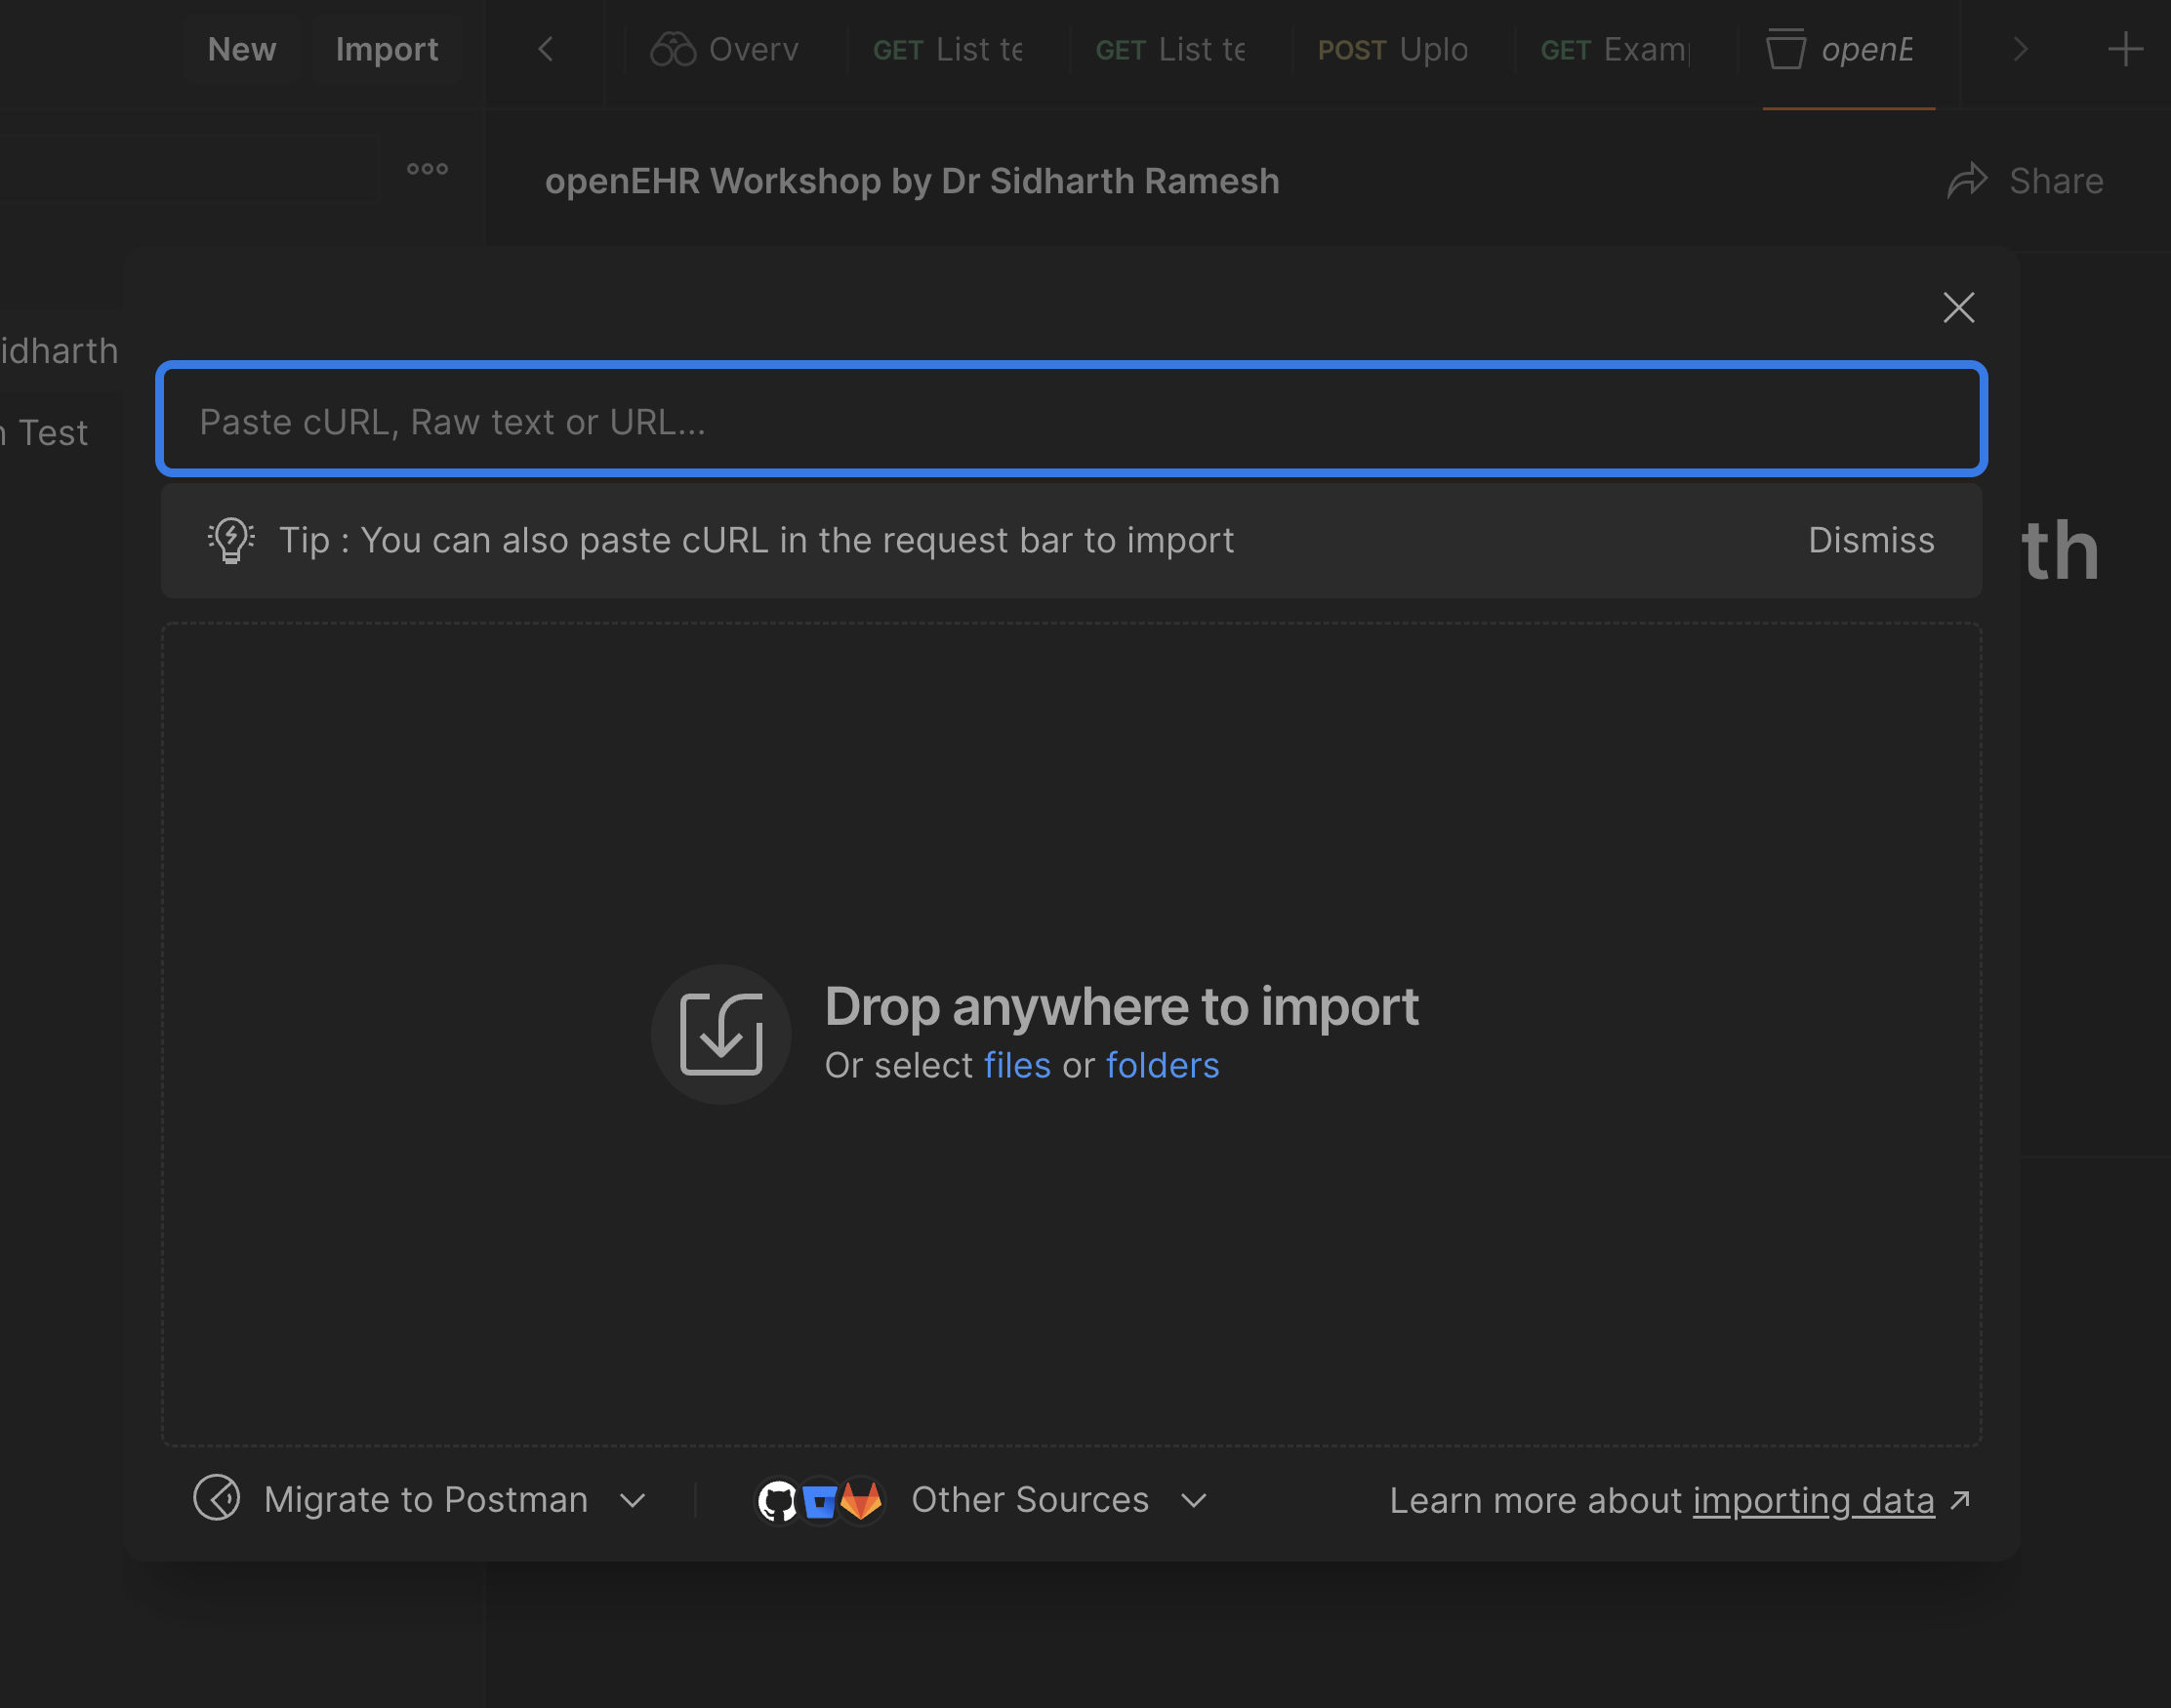 New
Import
Overv
GET List te
GET List te
POST Uplo
GET Exam
openE
openEHR Workshop by Dr Sidharth Ramesh
Share
idharth
Paste cURL, Raw text or URL...
Test
Tip : You can also paste cURL in the request bar to import
Dismiss
th
Drop anywhere to import
Or select files or folders
Migrate to Postman
Other Sources
Learn more about importing data